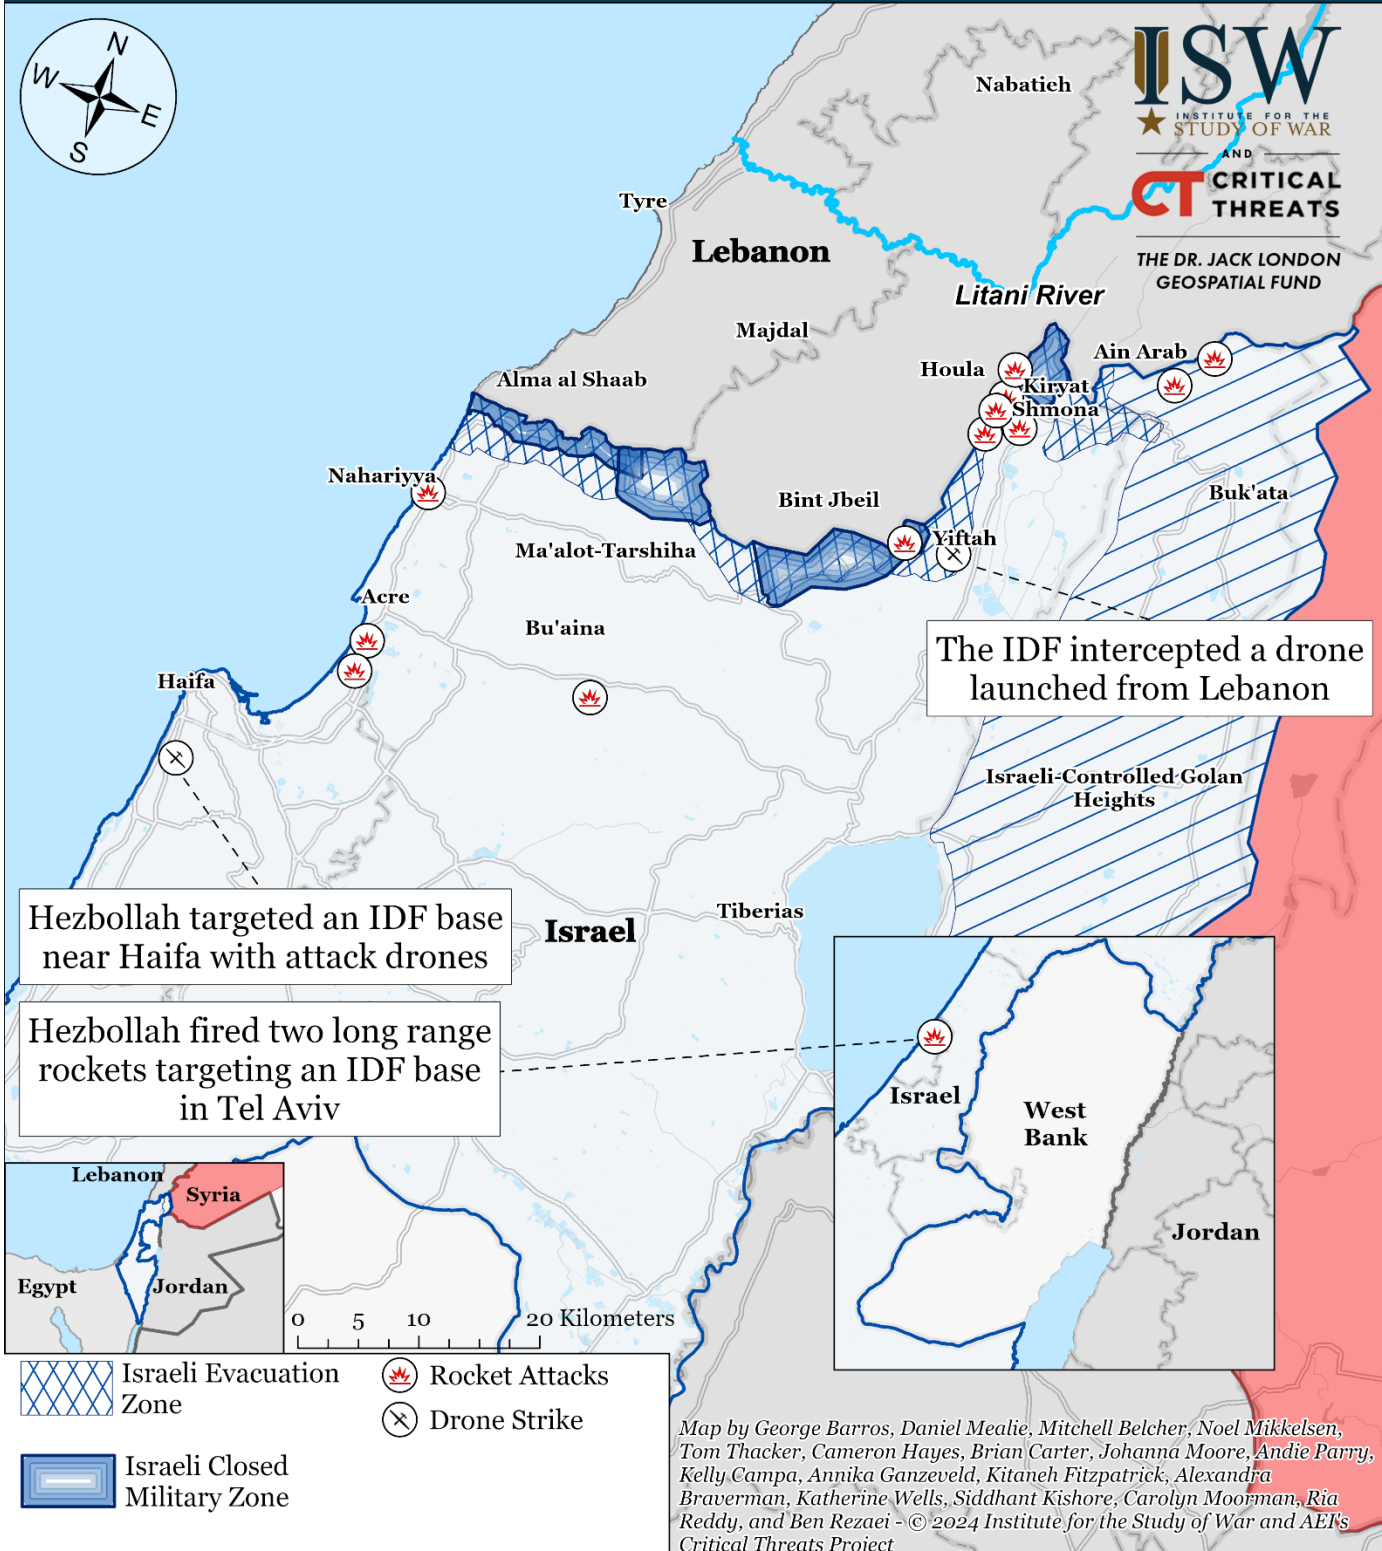 N
W
E
S
ISW
INSTITUTE FOR THE
STUDY OF WAR
AND
CT CRITICAL
THREATS
THE DR. JACK LONDON
GEOSPATIAL FUND
Nabatieh
Tyre
Lebanon
Litani River
Majdal
Ain Arab
Houla
Alma al Shaab
Kiryat
Shmona
Nahariyya
Buk'ata
Bint Jbeil
Yiftah
Ma'alot-Tarshiha
Acre
Bu'aina
The IDF intercepted a drone
launched from Lebanon
Haifa
Israeli-Controlled Golan
Heights
Hezbollah targeted an IDF base
near Haifa with attack drones
Tiberias
Israel
Hezbollah fired two long range
rockets targeting an IDF base
in Tel Aviv
Israel
West
Bank
Jordan
Lebanon
Syria
Egypt
Jordan
0 5 10 20 Kilometers
Israeli Evacuation
Zone
Rocket Attacks
Drone Strike
Israeli Closed
Military Zone
Map by George Barros, Daniel Mealie, Mitchell Belcher, Noel Mikkelsen,
Tom Thacker, Cameron Hayes, Brian Carter, Johanna Moore, Andie Parry,
Kelly Campa, Annika Ganzeveld, Kitaneh Fitzpatrick, Alexandra
Braverman, Katherine Wells, Siddhant Kishore, Carolyn Moorman, Ria
Reddy, and Ben Rezaei - © 2024 Institute for the Study of War and AEI's
Critical Threats Project